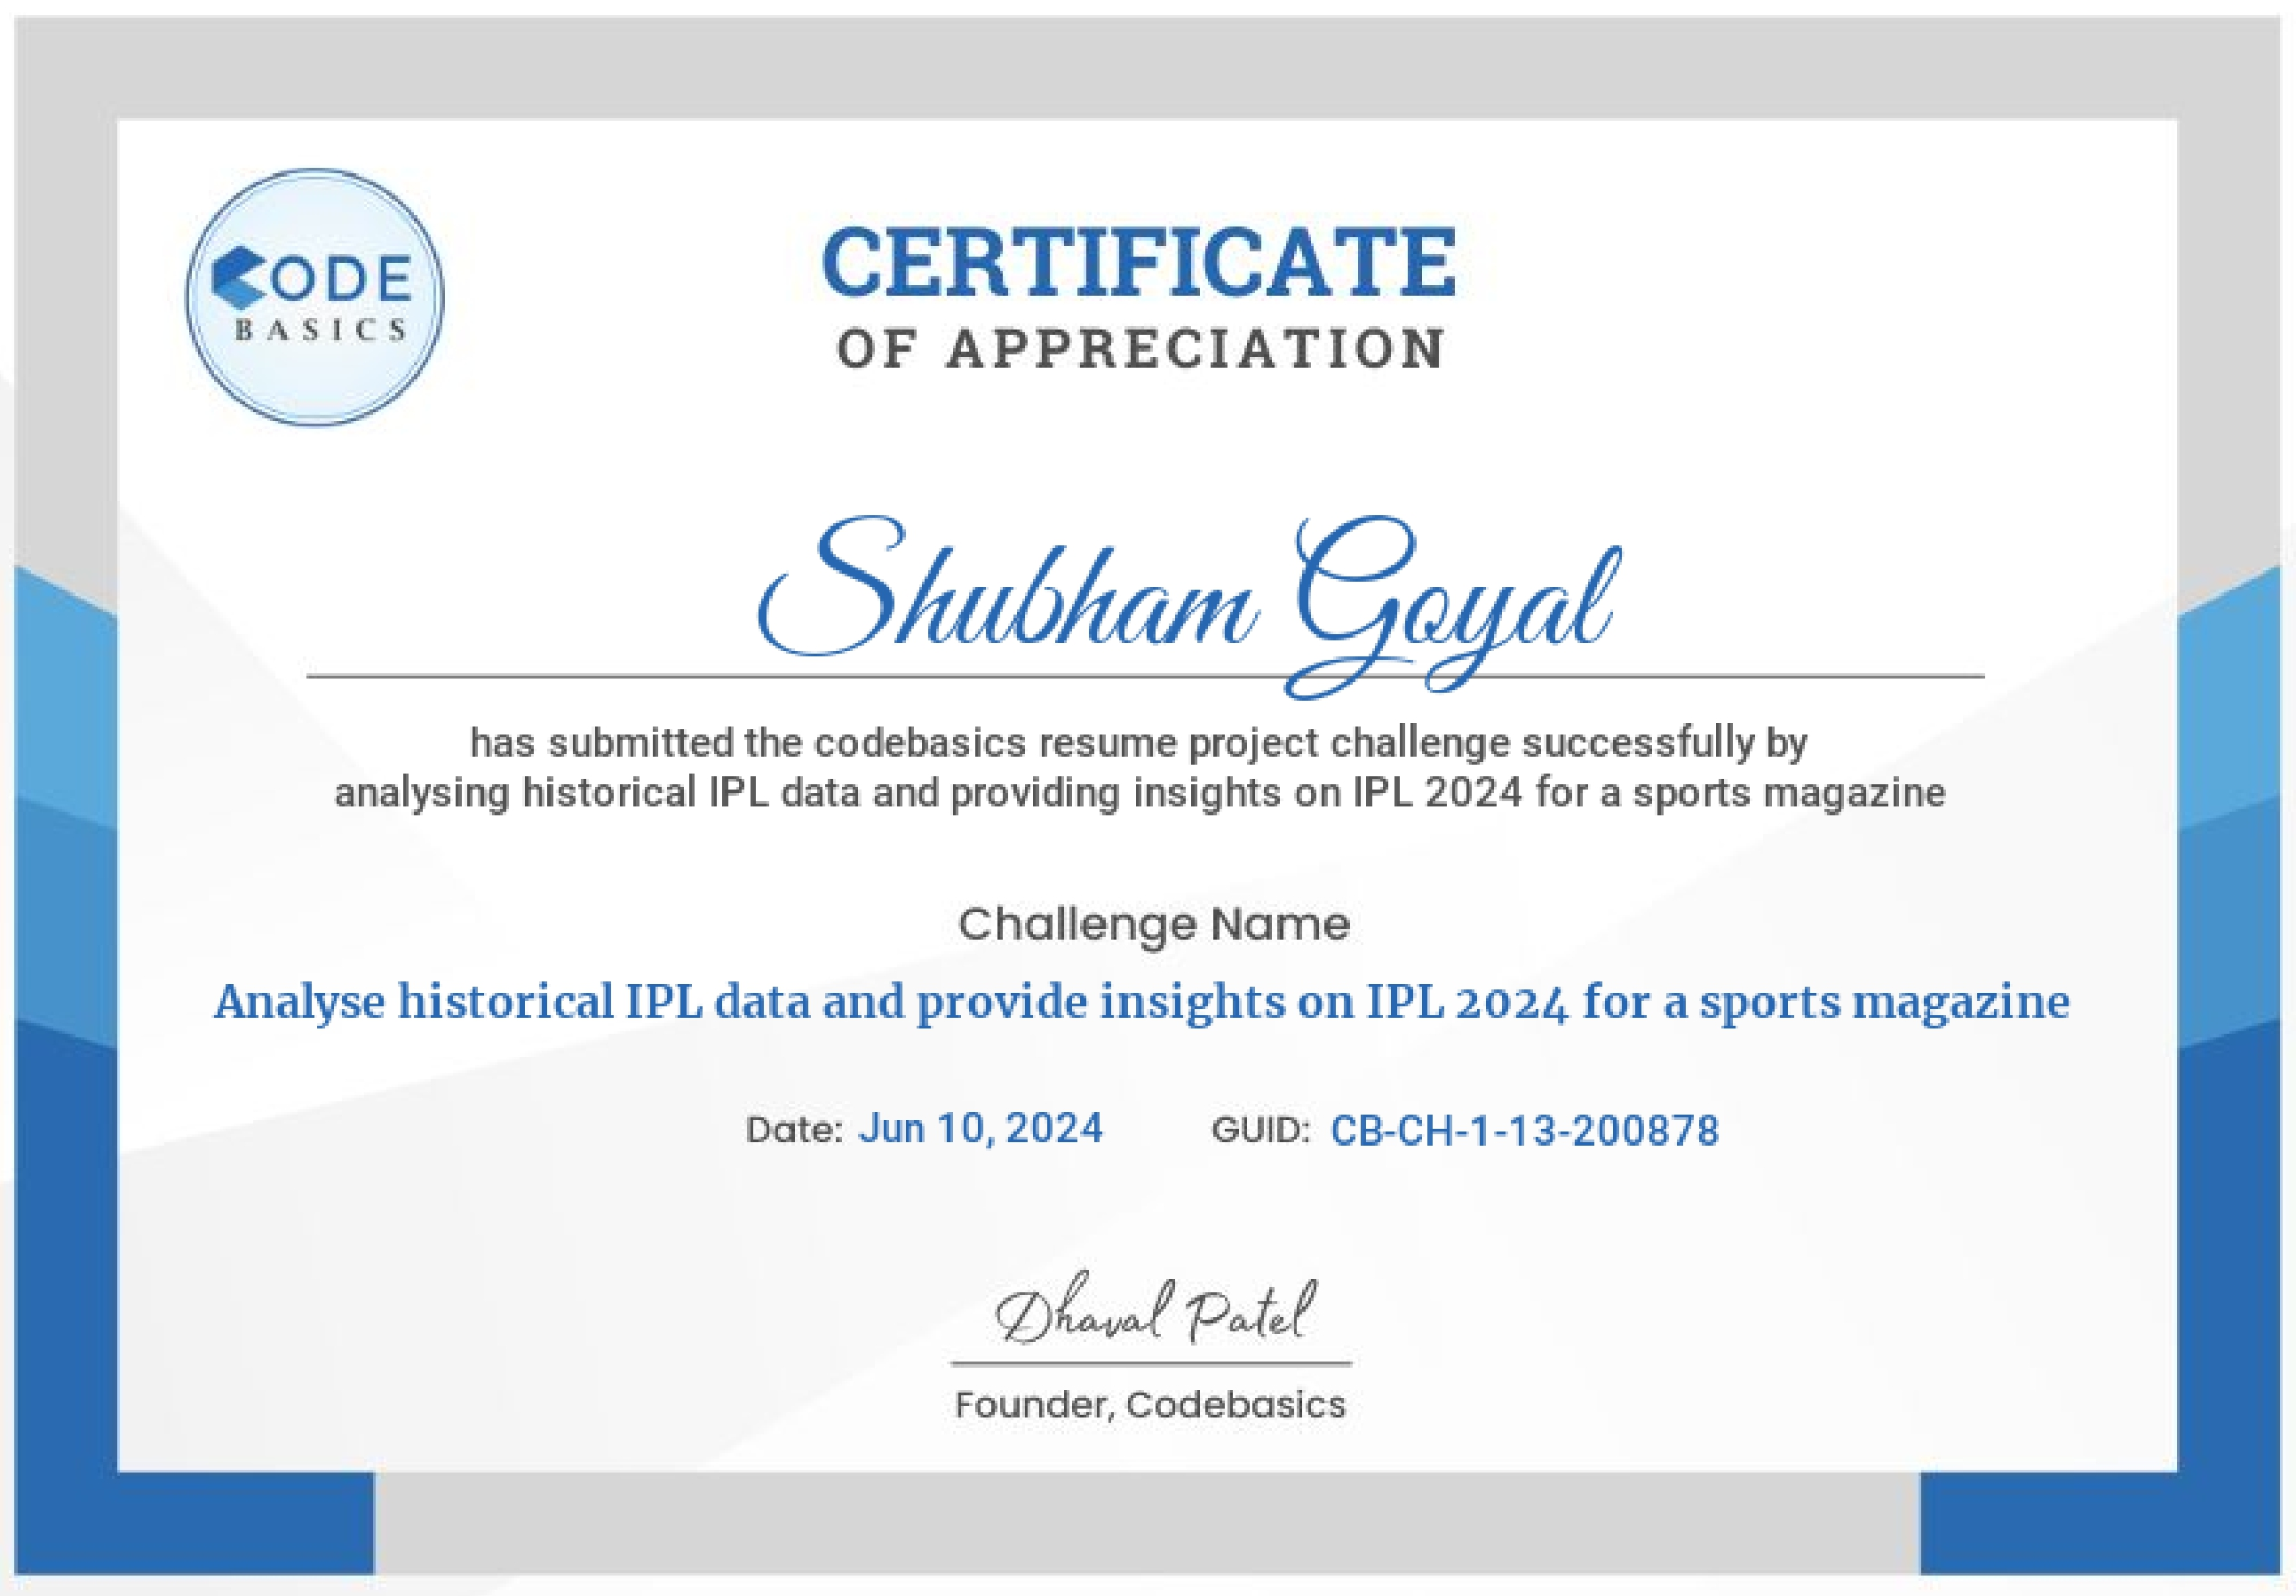 CODE
BASICS
CERTIFICATE
OF APPRECIATION
Shubham Goyal
has submitted the codebasics resume project challenge successfully by
analysing historical IPL data and providing insights on IPL 2024 for a sports magazine
Challenge Name
Analyse historical IPL data and provide insights on IPL 2024 for a sports magazine
Date: Jun 10, 2024 GUID: CB-CH-1-13-200878
Dhaval Patel
Founder, Codebasics